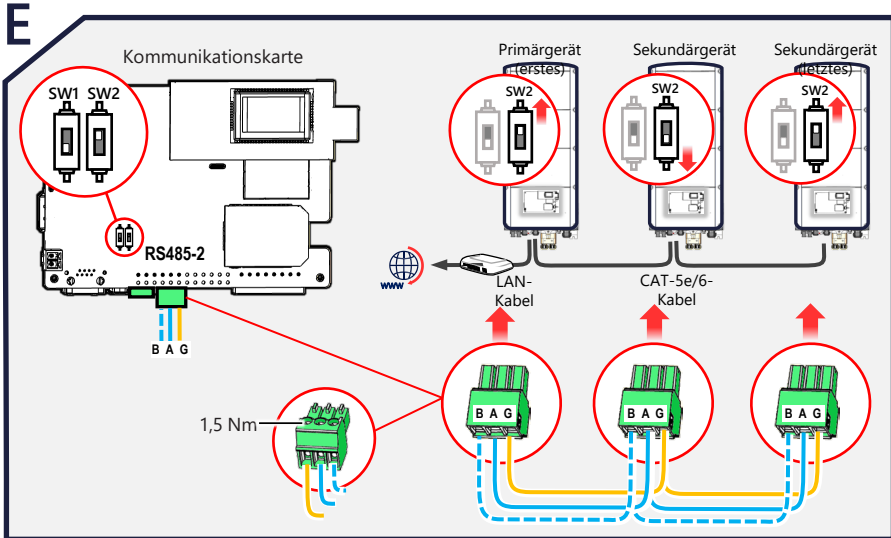 E
Kommunikationskarte
SW1 SW2
RS485-2
B A G
1,5 Nm
Primärgerät
(erstes)
SW2
Sekundärgerät
SW2
Sekundärgerät
(letztes)
SW2
www
LAN-
Kabel
CAT-5e/6-
Kabel
B A G
B A G
B A G